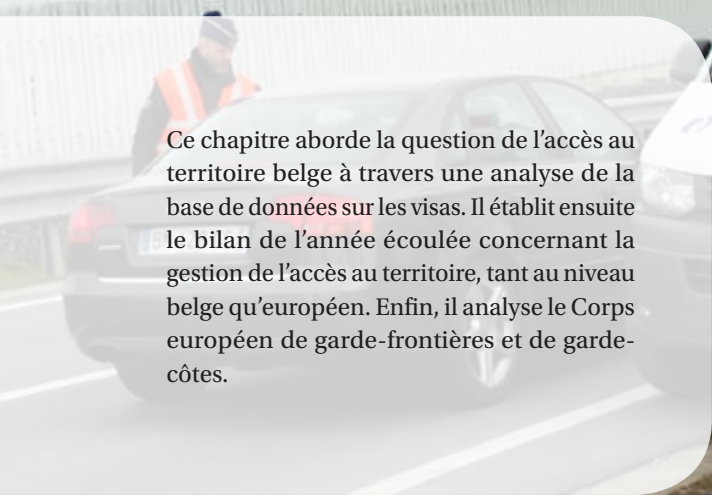 Ce chapitre aborde la question de l’accès au
territoire belge à travers une analyse de la
base de données sur les visas. Il établit ensuite
le bilan de l’année écoulée concernant la
gestion de l’accès au territoire, tant au niveau
belge qu’européen. Enfin, il analyse le Corps
européen de garde-frontières et de garde-
côtes.